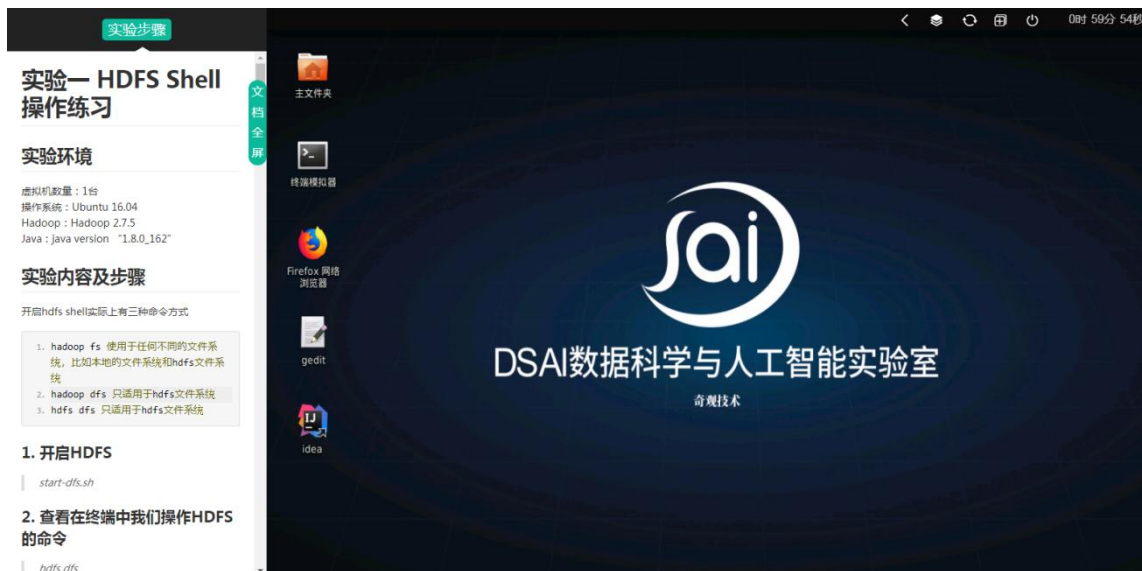 实验步骤
0时 59分 54秒
实验一 HDFS Shell
操作练习
文
档
全
屏
实验环境
虚拟机数量：1台
操作系统：Ubuntu 16.04
Hadoop：Hadoop 2.7.5
Java：java version “1.8.0_162”
实验内容及步骤
开启hdfs shell实际上有三种命令方式
1. hadoop fs 使用于任何不同的文件系
统，比如本地的文件系统和hdfs文件系
统
2. hadoop dfs 只适用于hdfs文件系统
3. hdfs dfs 只适用于hdfs文件系统
1. 开启HDFS
start-dfs.sh
2. 查看在终端中我们操作HDFS
的命令
hdfs dfs
主文件夹
终端模拟器
Firefox 网络
浏览器
gedit
idea
Sai
DSAI数据科学与人工智能实验室
奇观技术